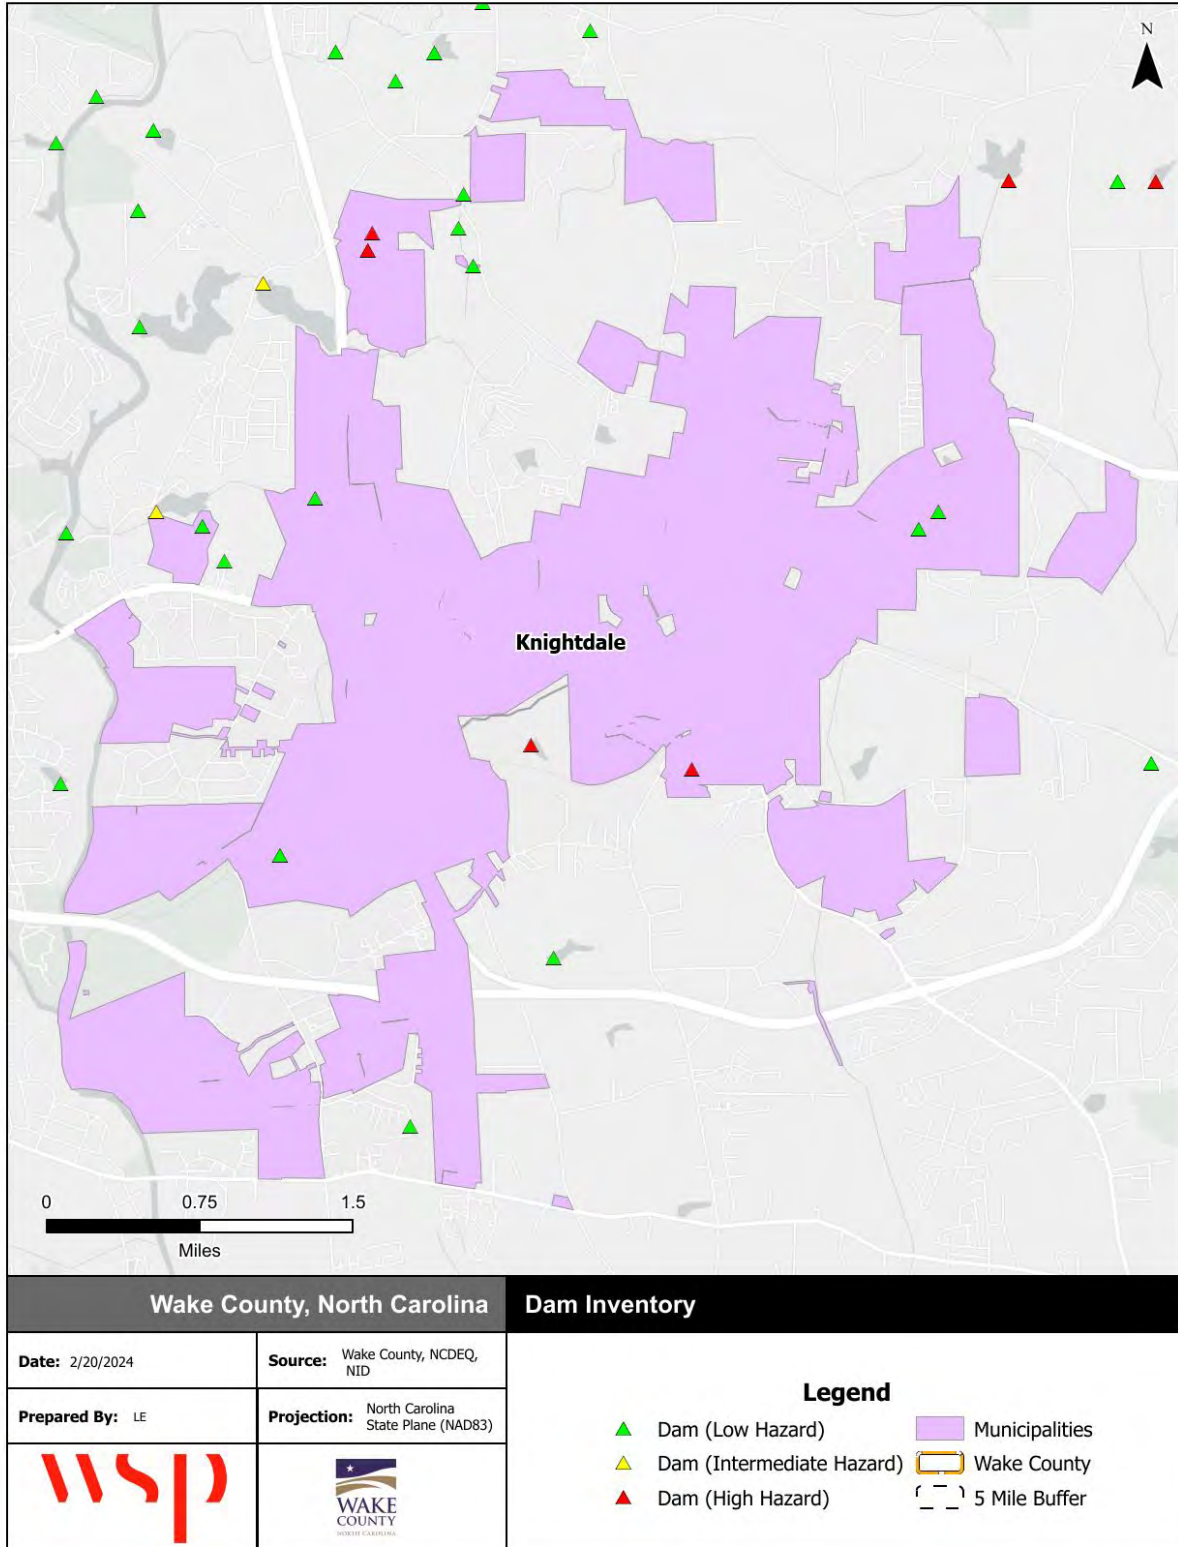 N
Knightdale
0 0.75 1.5
Miles
Wake County, North Carolina
Dam Inventory
Date: 2/20/2024
Source: Wake County, NCDEQ,
NID
Prepared By: LE
Projection: North Carolina
State Plane (NAD83)
wsp
WAKE
COUNTY
NORTH CAROLINA
Legend
Dam (Low Hazard)
Dam (Intermediate Hazard)
Dam (High Hazard)
Municipalities
Wake County
5 Mile Buffer